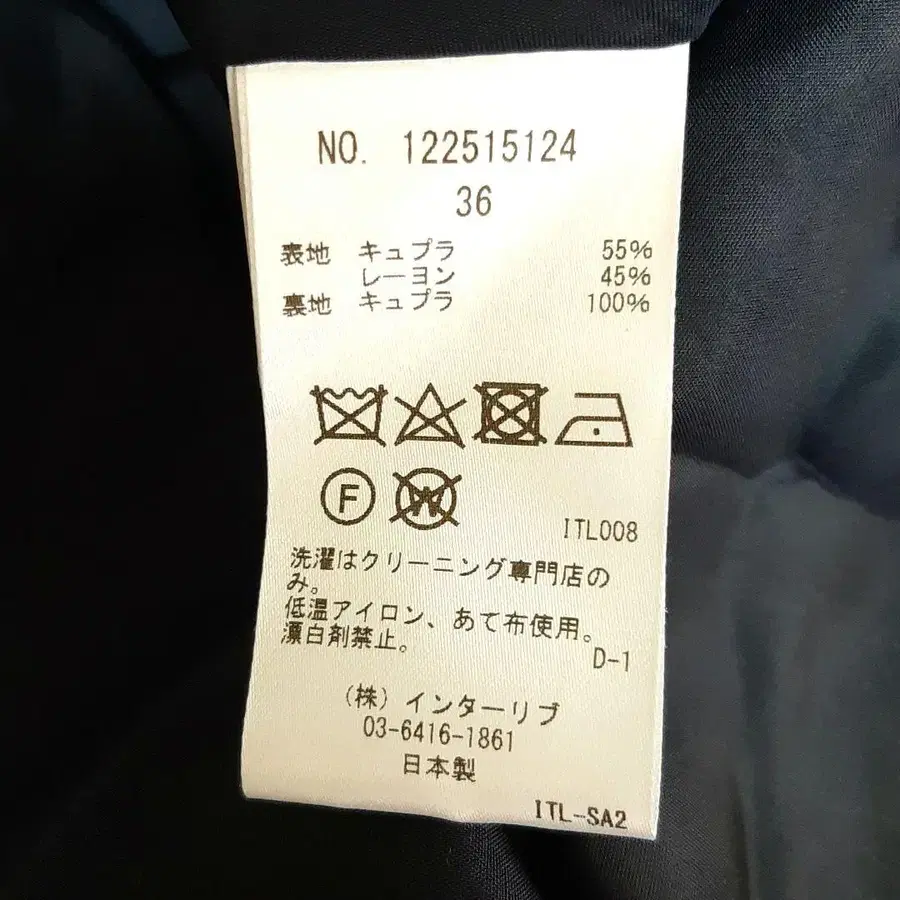 NO. 122515124
36
表地 キュプラ 55%
レーヨン 45%
裏地 キュプラ 100%
F W
ITL008
洗濯はクリーニング専門店の
み。
低温アイロン、あて布使用。
漂白剤禁止。
D-1
(株) インターリブ
03-6416-1861
日本製
ITL-SA2